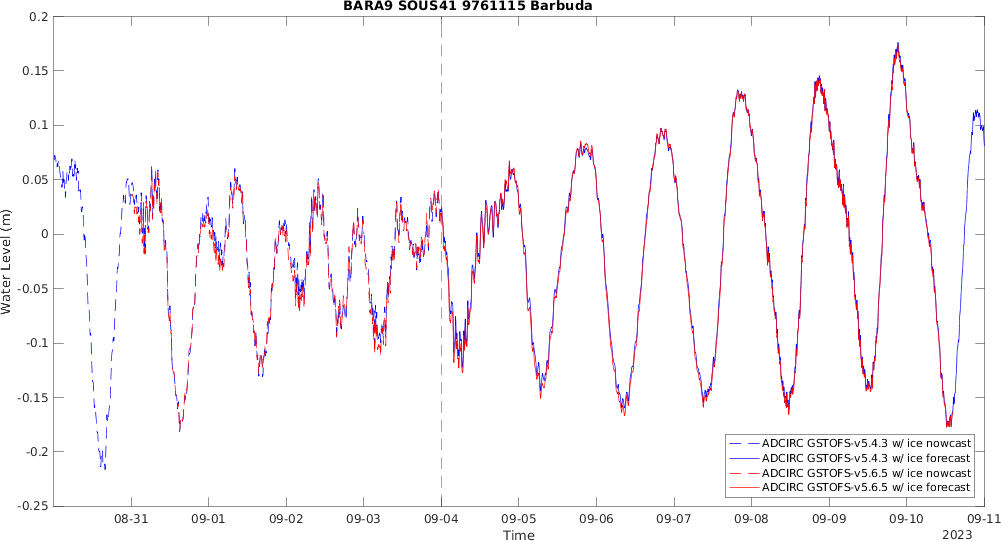 BARA9 SOUS41 9761115 Barbuda
0.2
0.15
0.1
0.05
0
-0.05
-0.1
-0.15
-0.2
-0.25
Water Level (m)
08-31 09-01 09-02 09-03 09-04 09-05 09-06 09-07 09-08 09-09 09-10 09-11
Time
2023
ADCIRC GSTOFS-v5.4.3 w/ ice nowcast
ADCIRC GSTOFS-v5.4.3 w/ ice forecast
ADCIRC GSTOFS-v5.6.5 w/ ice nowcast
ADCIRC GSTOFS-v5.6.5 w/ ice forecast